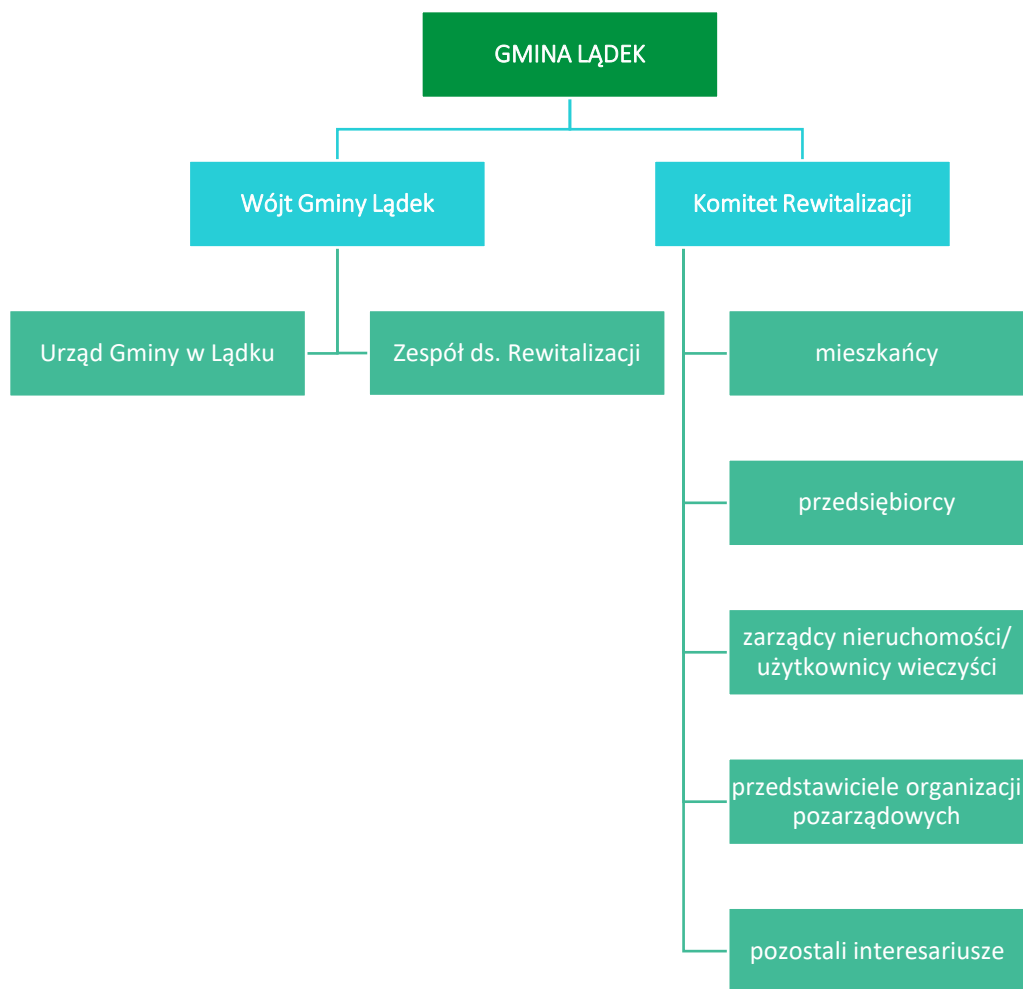 GMINA LĄDEK
Wójt Gminy Lądek
Komitet Rewitalizacji
Urząd Gminy w Lądku
Zespół ds. Rewitalizacji
mieszkańcy
przedsiębiorcy
zarządcy nieruchomości/
użytkownicy wieczyści
przedstawiciele organizacji
pozarządowych
pozostali interesariusze